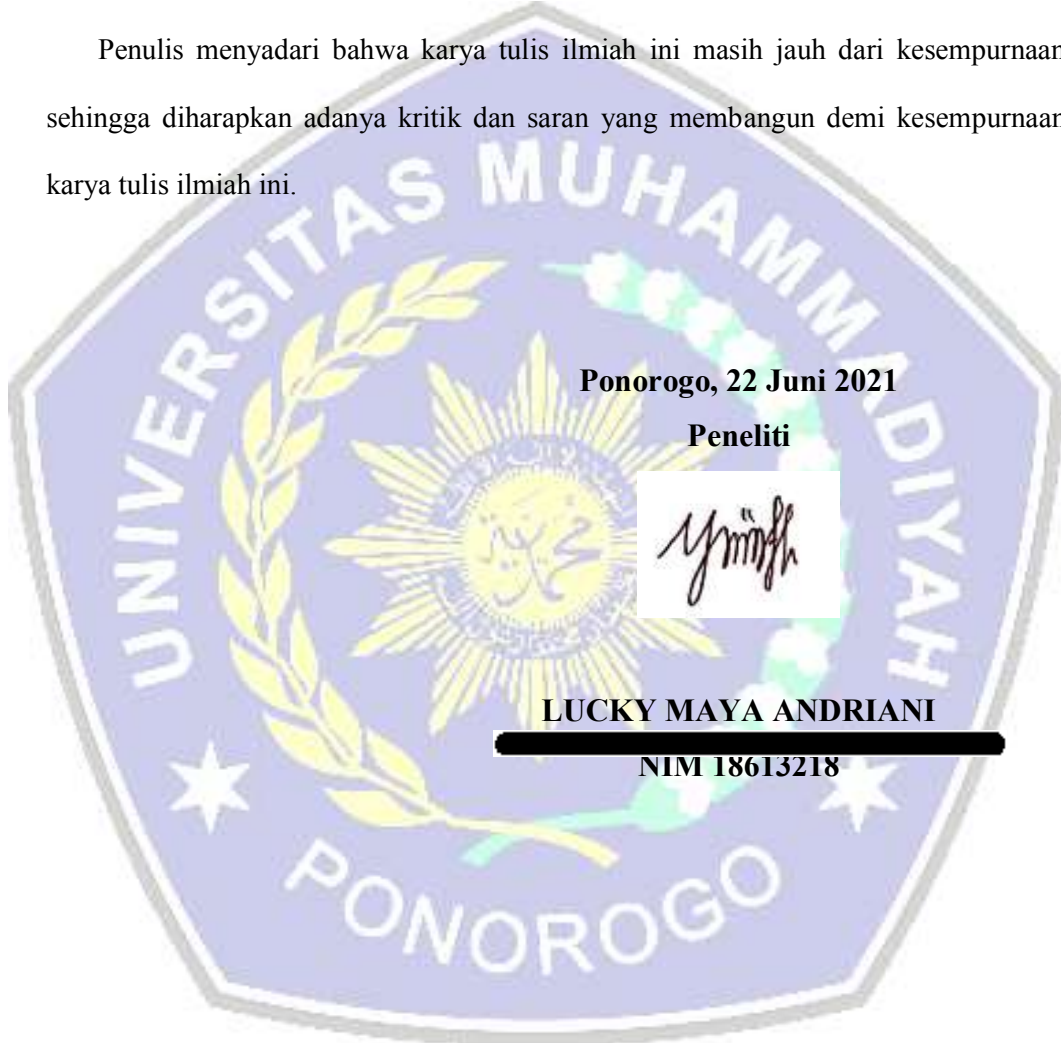 Penulis menyadari bahwa karya tulis ilmiah ini masih jauh dari kesempurnaan
sehingga diharapkan adanya kritik dan saran yang membangun demi kesempurnaan
karya tulis ilmiah ini.
UNIVERSITAS MUHAMMADIYAH
Ponorogo, 22 Juni 2021
Peneliti
LUCKY MAYA ANDRIANI
NIM 18613218
PONOROGO